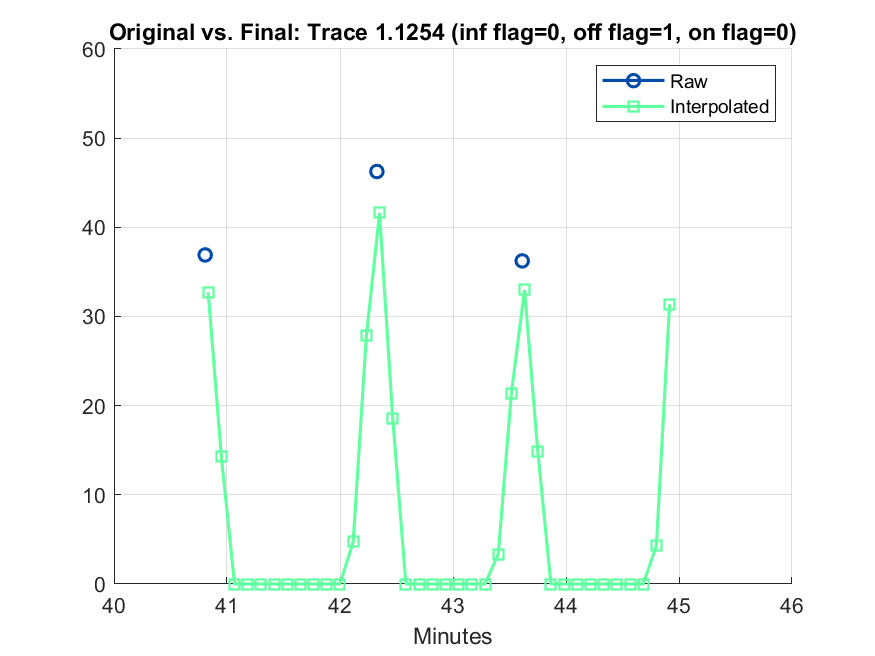 Original vs. Final: Trace 1.1254 (inf flag=0, off flag=1, on flag=0)
60
50
40
30
20
10
0
Raw
Interpolated
40 41 42 43 44 45 46
Minutes